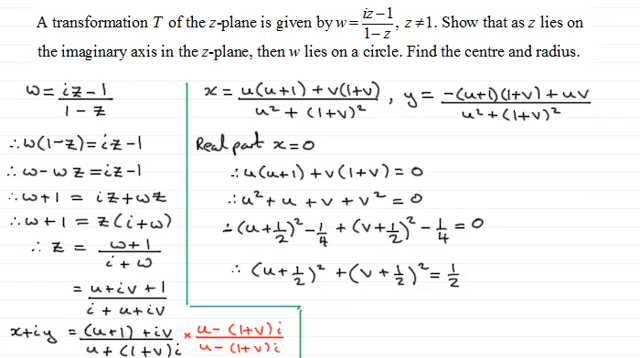 A transformation T of the z-plane is given by w = (iz − 1)/(1 − z), z ≠ 1. Show that as z lies on
the imaginary axis in the z-plane, then w lies on a circle. Find the centre and radius.
ω = (iz − 1)/(1 − z)
∴ ω(1−z) = iz − 1
∴ ω − ωz = iz − 1
∴ ω + 1 = iz + ωz
∴ ω + 1 = z(i + ω)
∴ z = (ω + 1)/(i + ω)
= (u + iv + 1)/(i + u + iv)
x + iy = ((u+1) + iv)/(u + (1+v)i) × (u − (1+v)i)/(u − (1+v)i)
x = (u(u+1) + v(1+v))/(u² + (1+v)²), y = (−(u+1)(1+v) + uv)/(u² + (1+v)²)
Real part x = 0
∴ u(u+1) + v(1+v) = 0
∴ u² + u + v + v² = 0
∴ (u + 1/2)² − 1/4 + (v + 1/2)² − 1/4 = 0
∴ (u + 1/2)² + (v + 1/2)² = 1/2